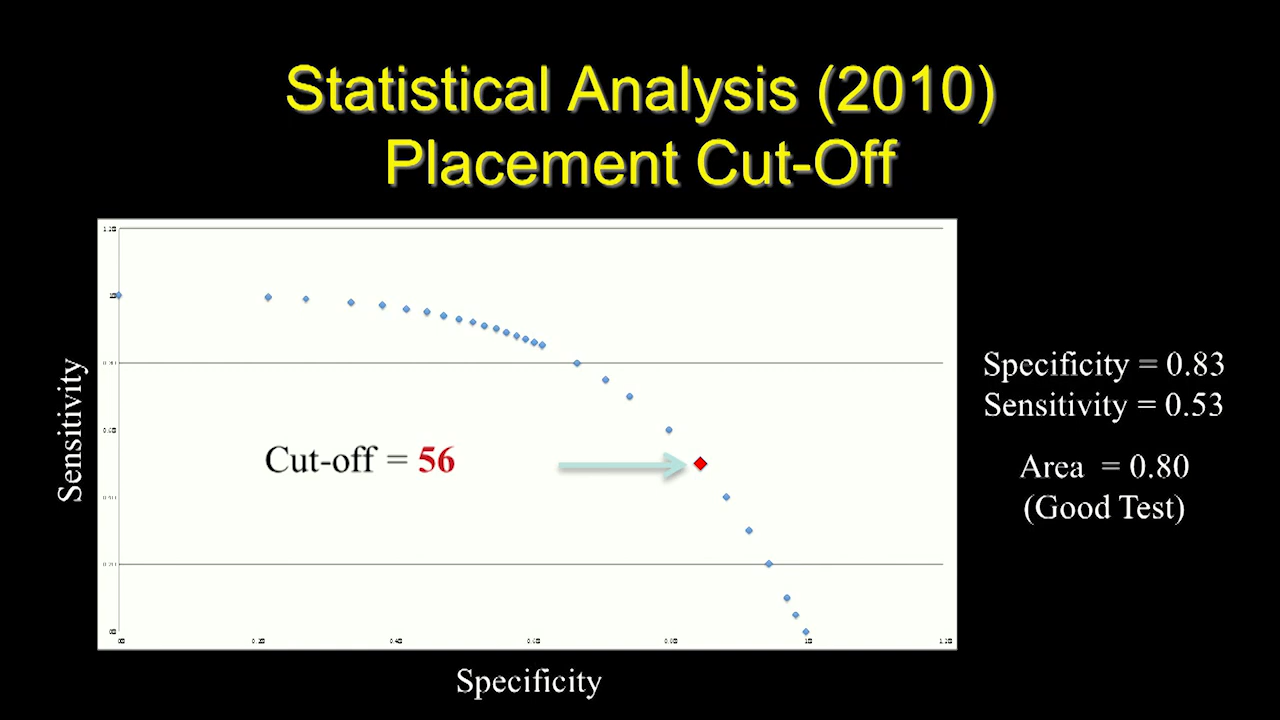 Statistical Analysis (2010)
Placement Cut-Off
Sensitivity
Cut-off = 56
Specificity = 0.83
Sensitivity = 0.53
Area = 0.80
(Good Test)
Specificity